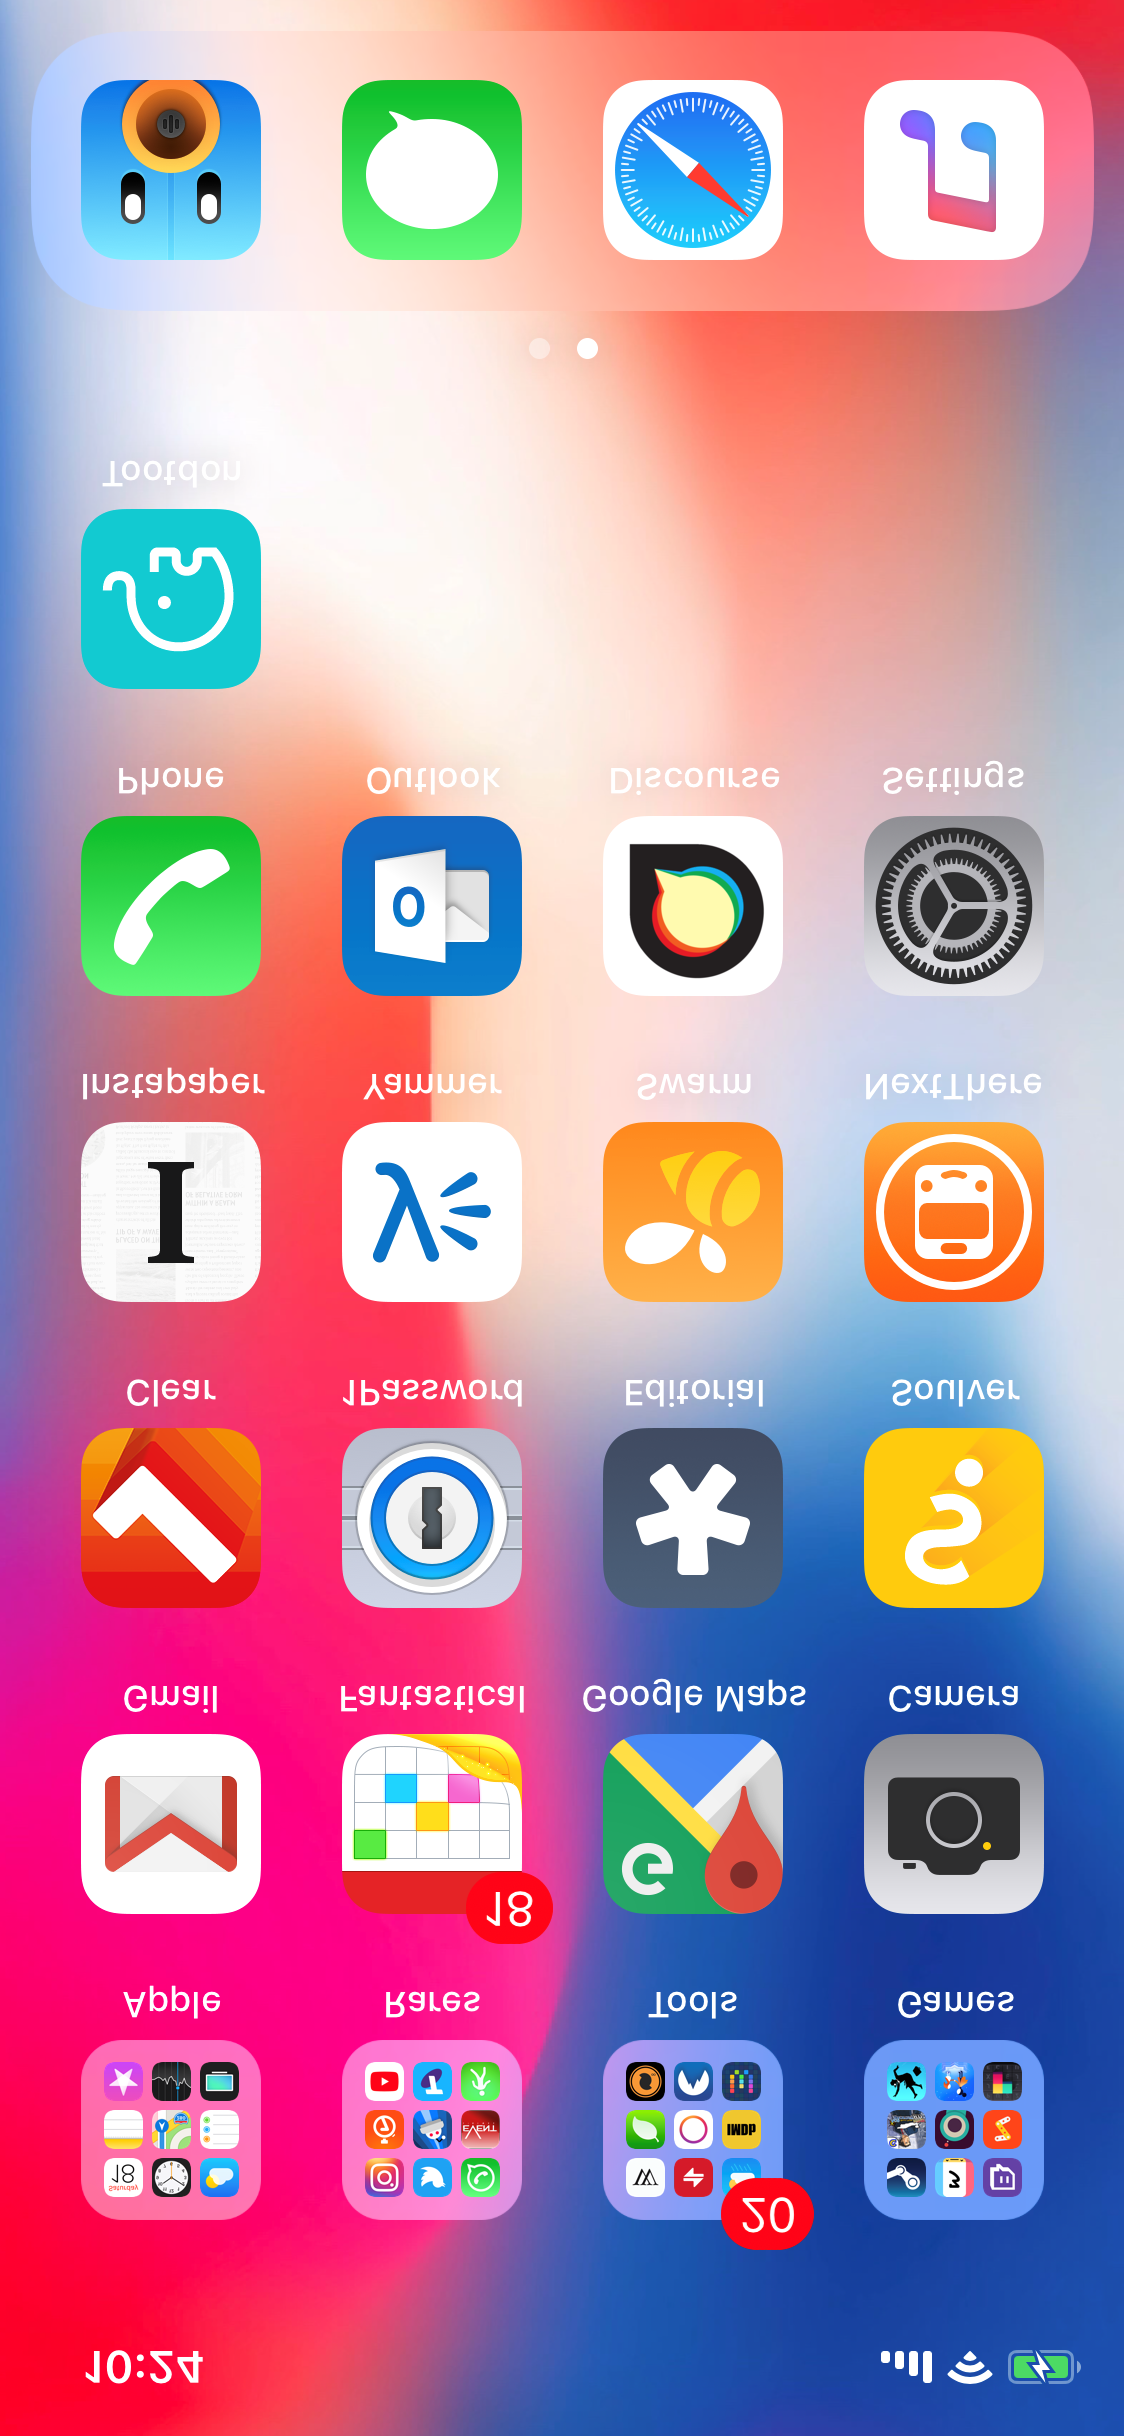 10:24
20
Apple Rares Tools Games
18
Gmail Fantastical Google Maps Camera
Clear 1Password Editorial Soulver
Instapaper Yammer Swarm NextThere
Phone Outlook Discourse Settings
Tootdon